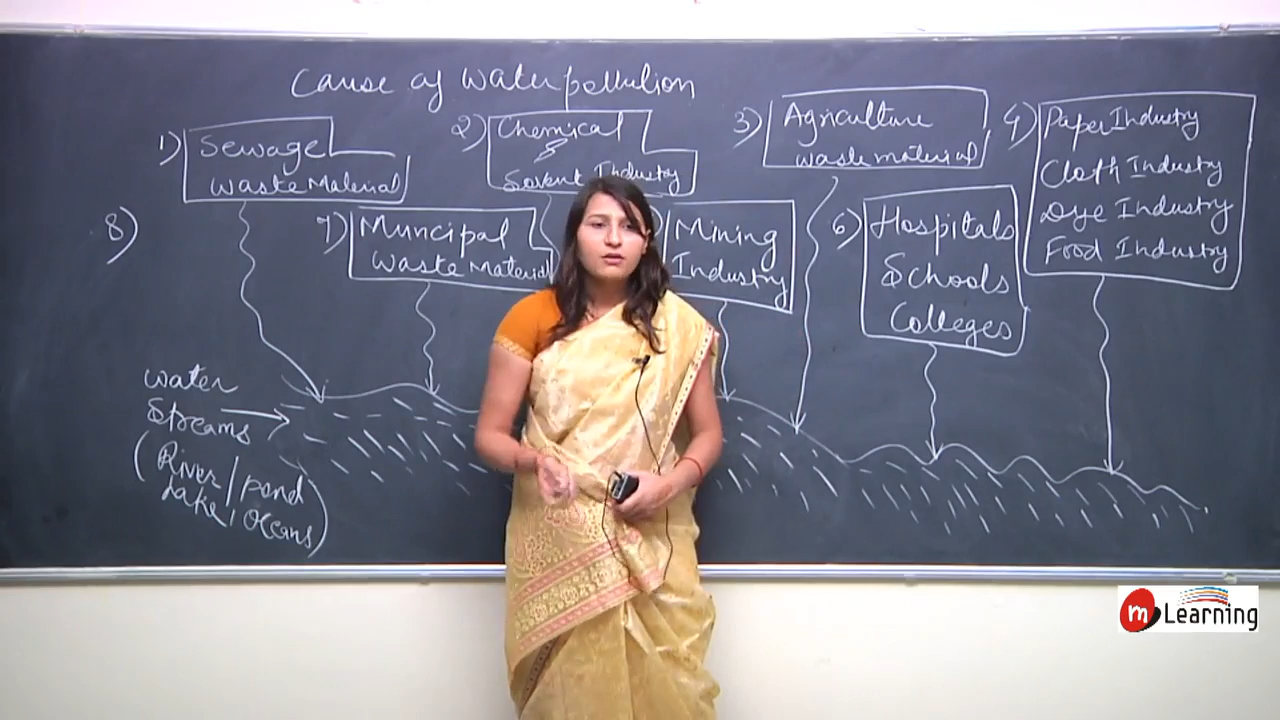 Cause of Water pollution
1) Sewage
Waste Material
2) Chemical
&
Sovent Industry
3) Agriculture
waste material
4) Paper Industry
Cloth Industry
Dye Industry
Food Industry
8)
7) Muncipal
Waste Material
) Mining
Industry
6) Hospitals
Schools
Colleges
water
Streams
(River/pond
Lake, Oceans)
m Learning